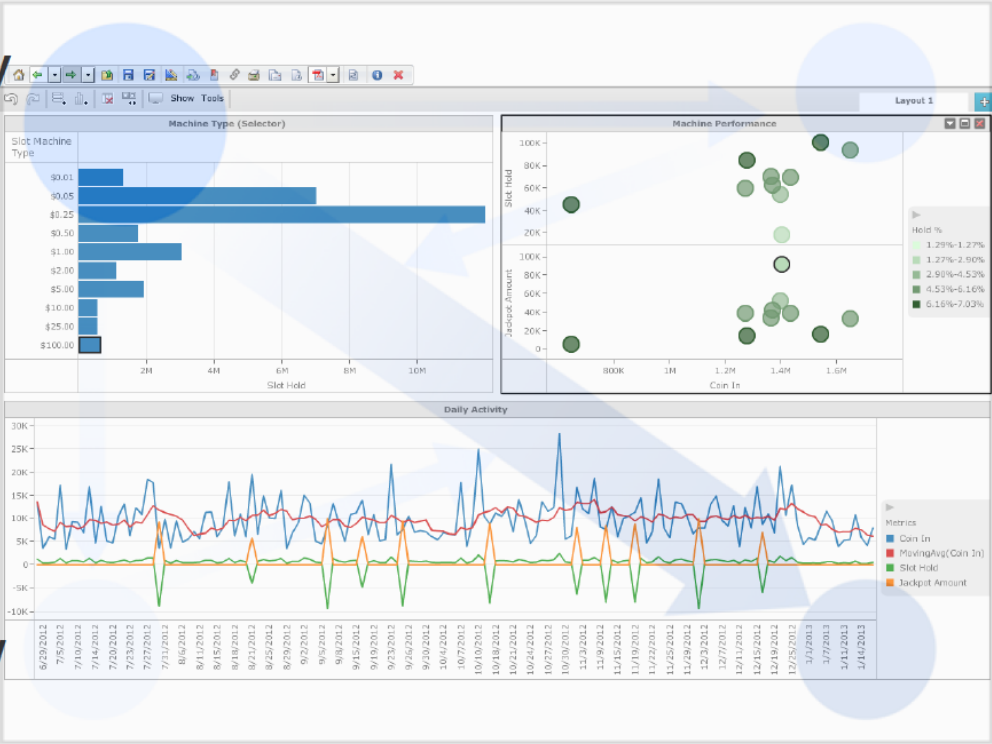 Show Tools
Layout 1
Machine Type (Selector)
Machine Performance
Slot Machine
Type
$0.01
$0.05
$0.25
$0.50
$1.00
$2.00
$5.00
$10.00
$25.00
$100.00
2M 4M 6M 8M 10M
Slot Hold
Slot Hold
100K
80K
60K
40K
20K
Jackpot Amount
100K
80K
60K
40K
20K
0
800K 1M 1.2M 1.4M 1.6M
Coin In
Hold %
1.29%-1.27%
1.27%-2.90%
2.98%-4.53%
4.53%-6.16%
6.16%-7.03%
Daily Activity
30K
25K
20K
15K
10K
5K
0
-5K
-10K
6/29/2012
7/5/2012
7/10/2012
7/14/2012
7/20/2012
7/23/2012
7/27/2012
7/31/2012
8/6/2012
8/11/2012
8/15/2012
8/18/2012
8/21/2012
8/25/2012
8/29/2012
9/2/2012
9/5/2012
9/8/2012
9/15/2012
9/23/2012
9/26/2012
9/30/2012
10/4/2012
10/7/2012
10/10/2012
10/18/2012
10/21/2012
10/24/2012
10/27/2012
10/30/2012
11/3/2012
11/9/2012
11/15/2012
11/19/2012
11/22/2012
11/25/2012
11/29/2012
12/3/2012
12/7/2012
12/11/2012
12/15/2012
12/19/2012
12/25/2012
1/3/2013
1/7/2013
1/11/2013
1/14/2013
Metrics
Coin In
MovingAvg(Coin In)
Slot Hold
Jackpot Amount